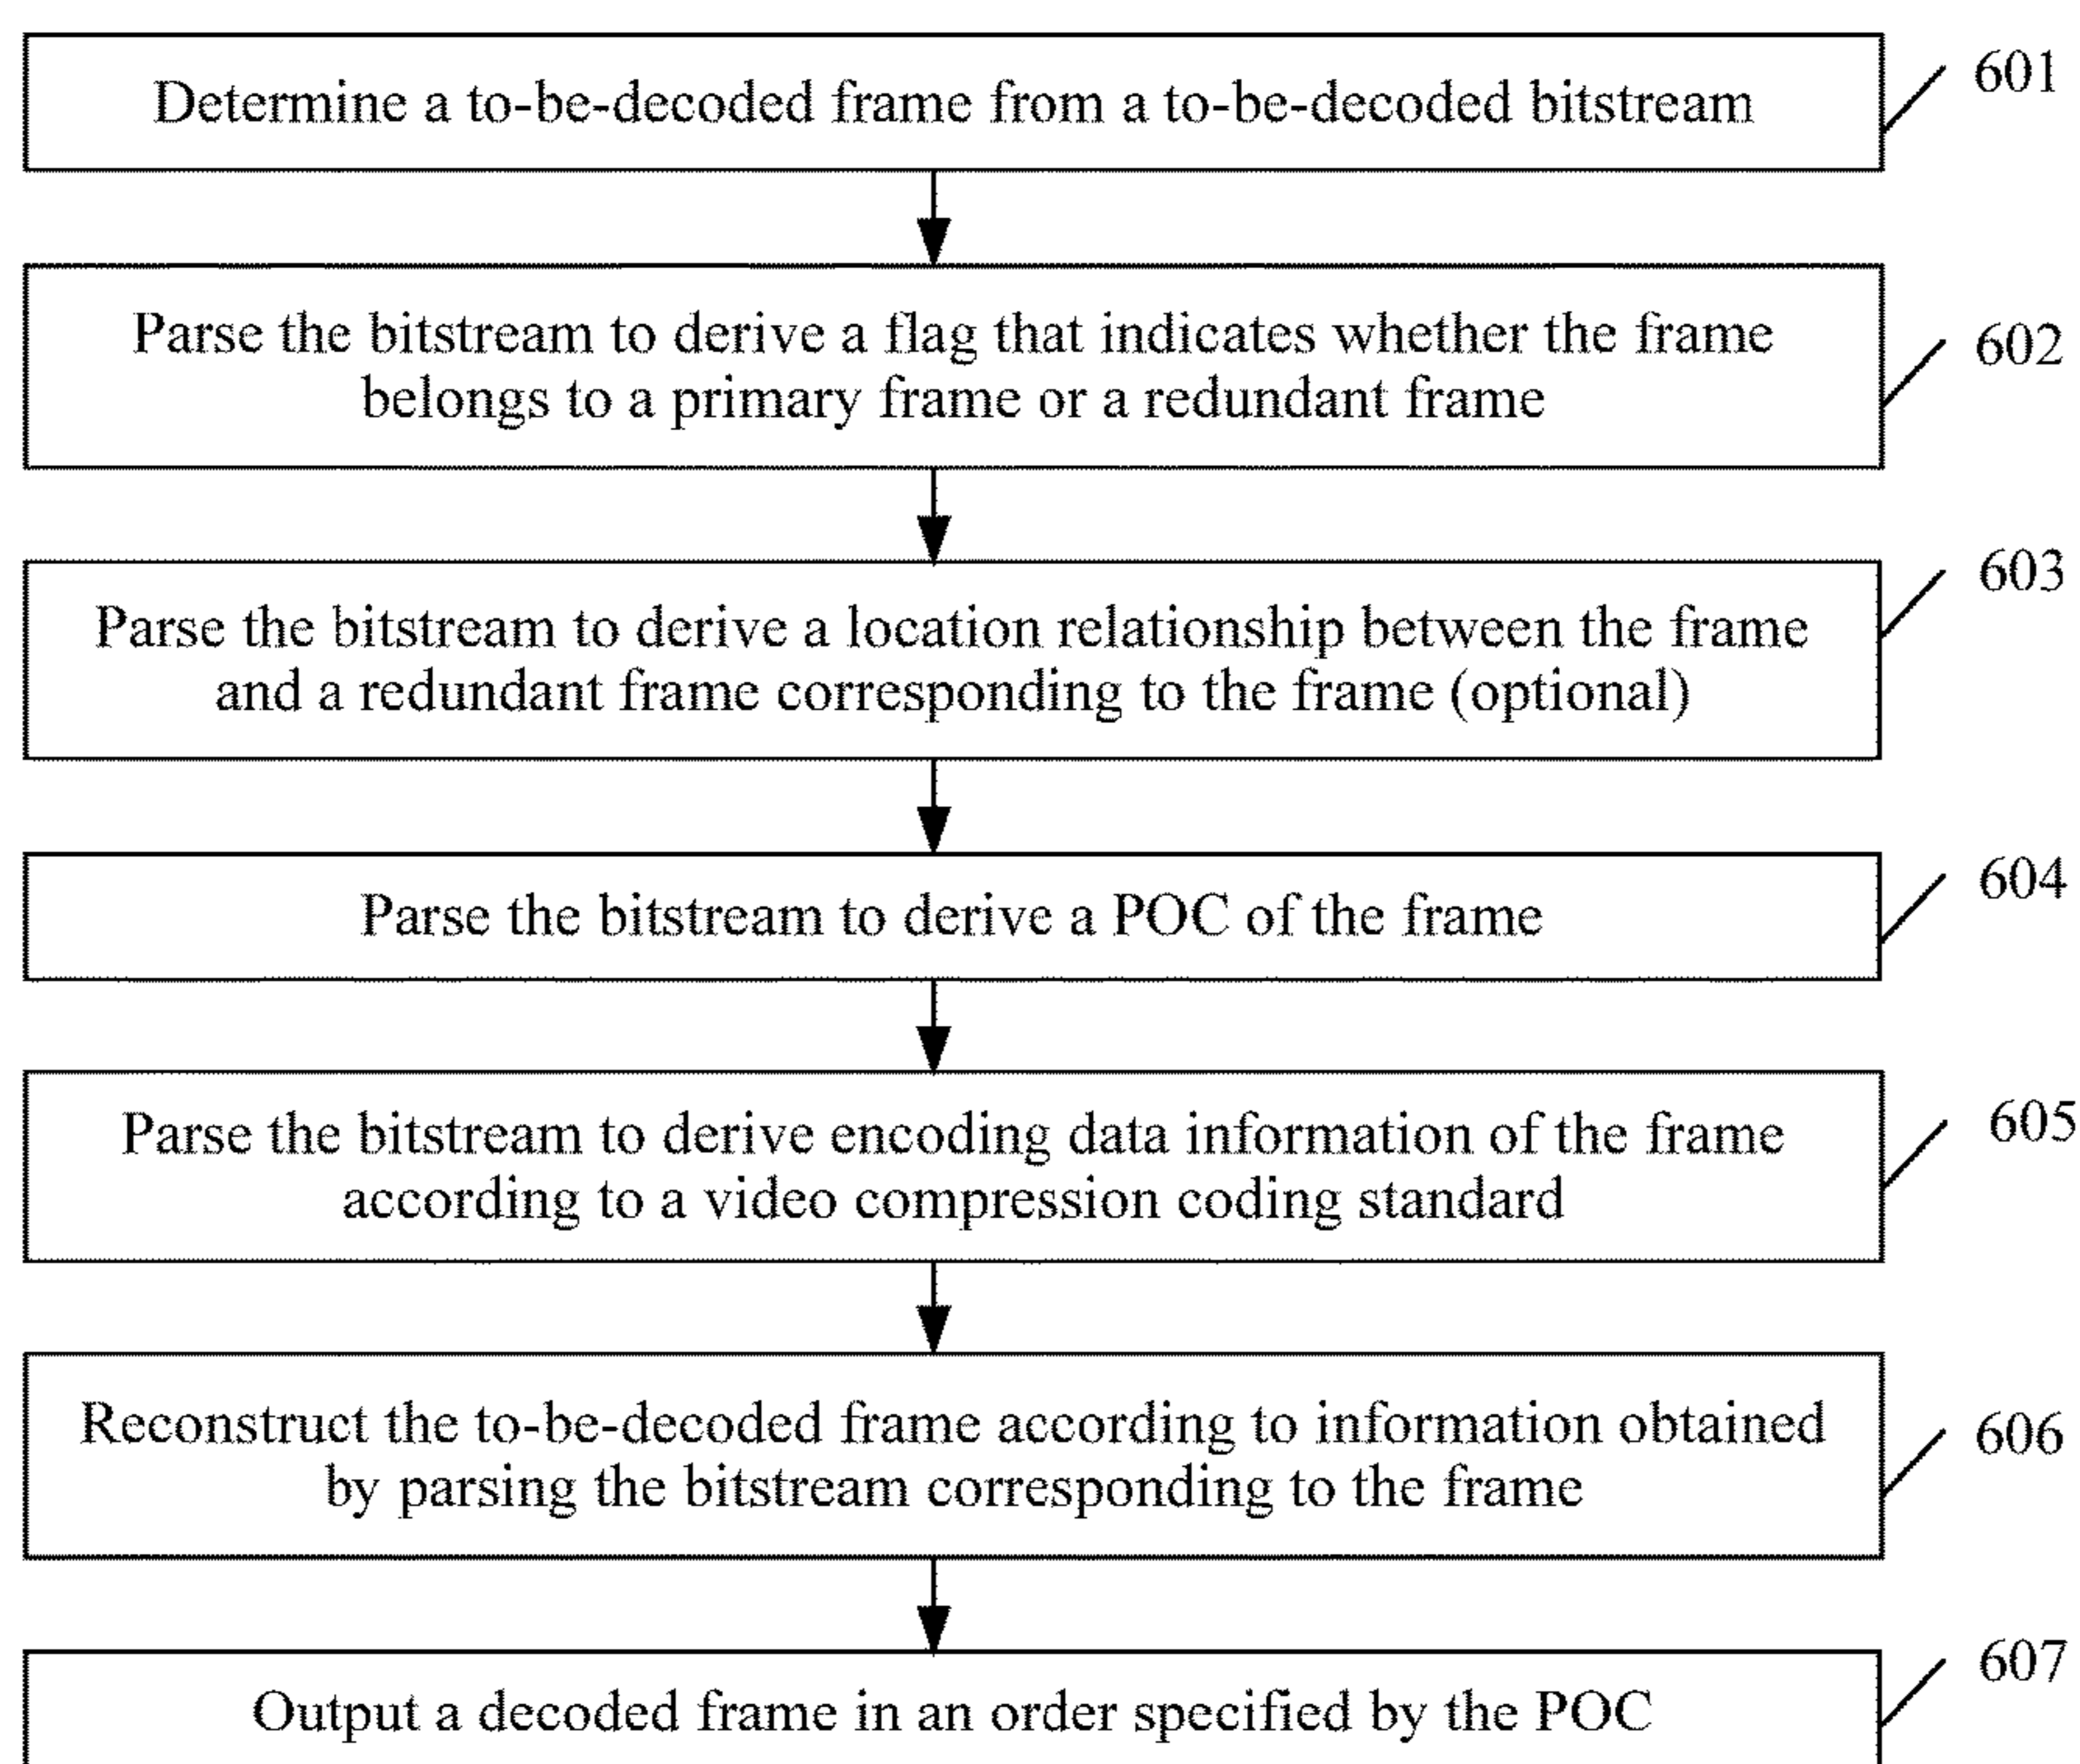 Determine a to-be-decoded frame from a to-be-decoded bitstream
601
Parse the bitstream to derive a flag that indicates whether the frame
belongs to a primary frame or a redundant frame
602
Parse the bitstream to derive a location relationship between the frame
and a redundant frame corresponding to the frame (optional)
603
Parse the bitstream to derive a POC of the frame
604
Parse the bitstream to derive encoding data information of the frame
according to a video compression coding standard
605
Reconstruct the to-be-decoded frame according to information obtained
by parsing the bitstream corresponding to the frame
606
Output a decoded frame in an order specified by the POC
607